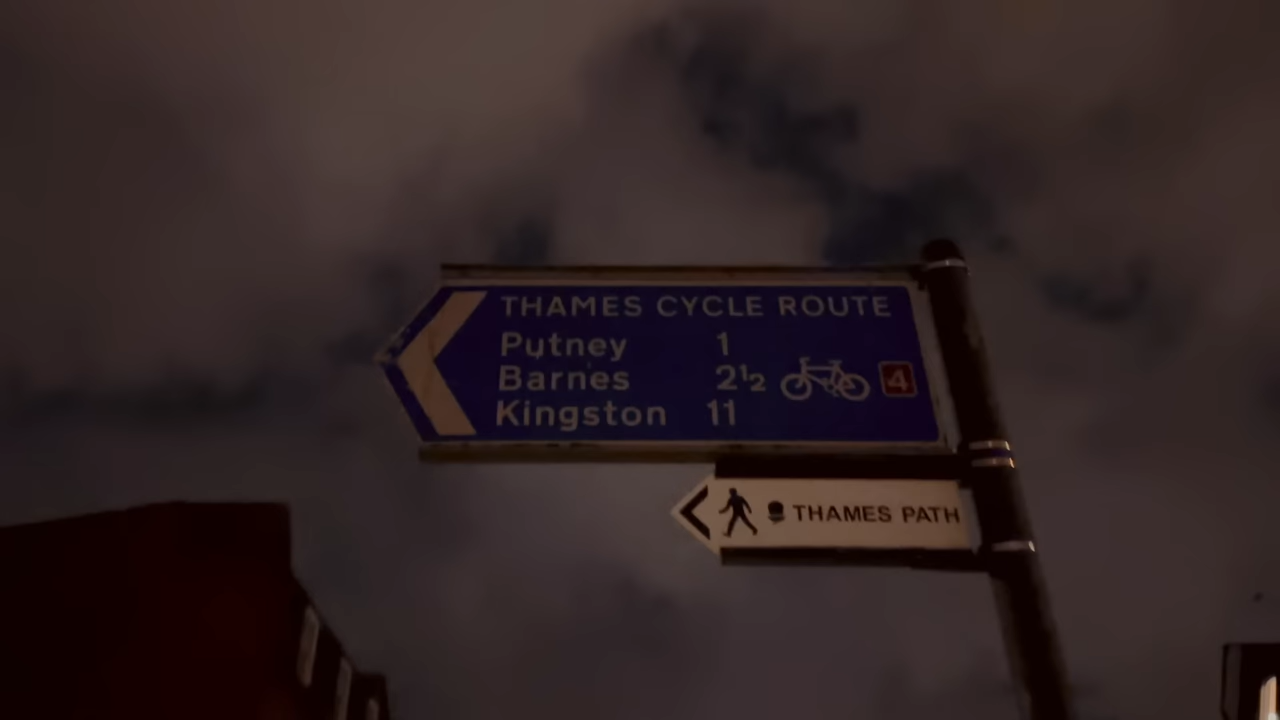 THAMES CYCLE ROUTE
Putney 1
Barnes 2½
Kingston 11
4
THAMES PATH